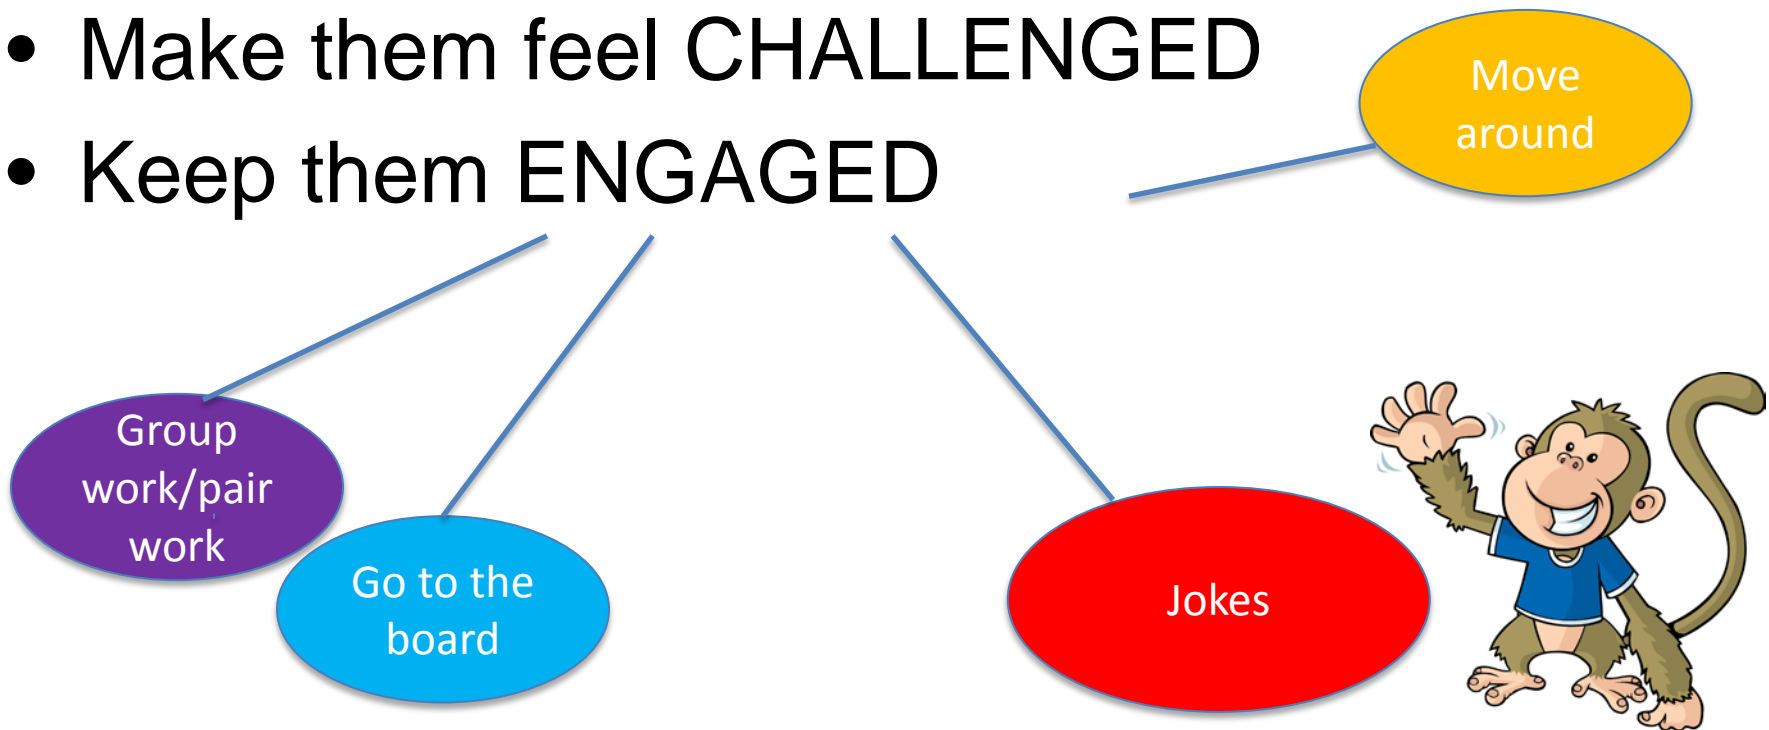 • Make them feel CHALLENGED
• Keep them ENGAGED
Move
around
Group
work/pair
work
Go to the
board
Jokes